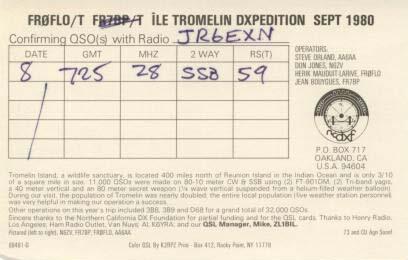 FRØFLO/T FR7BP/T ÎLE TROMELIN DXPEDITION SEPT 1980
Confirming QSO(s) with Radio JR6EXN
DATE GMT MHZ 2 WAY RS(T)
8 725 28 SSB 59
OPERATORS:
STEVE ORLAND, AA6AA
DON JONES, N6ZV
HERIK MAUDUIT-LARIVE, FRØFLO
JEAN BOUYGUES, FR7BP
ncdxf
P.O. BOX 717
OAKLAND, CA
U.S.A. 94604
Tromelin Island, a wildlife sanctuary, is located 400 miles north of Reunion Island in the Indian Ocean and is only 3/10
of a square mile in size. 11,000 QSOs were made on 80-10 meter CW & SSB using (2) FT-901DM, (2) Tri-band yagis,
a 40 meter vertical and an 80 meter secret weapon (¼ wave vertical suspended from a helium-filled weather balloon).
During our visit, the population of Tromelin was nearly doubled; the entire local population (five weather station personnel)
was very helpful in making our operation a success.
Other operations on this year's trip included 3B8, 3B9 and D68 for a grand total of 32,000 QSOs.
Sincere thanks to the Northern California DX Foundation for partial funding and for the QSL cards. Thanks to Henry Radio,
Los Angeles; Ham Radio Outlet, Van Nuys; Al, K6YRA; and our QSL Manager, Mike, ZL1BIL.
Pictured (left to right), N6ZV, FR7BP, FRØFLO, AA6AA
73 and CU Agn Soon!
88481-G
Color QSL By K2RPZ Print - Box 412, Rocky Point, NY 11778